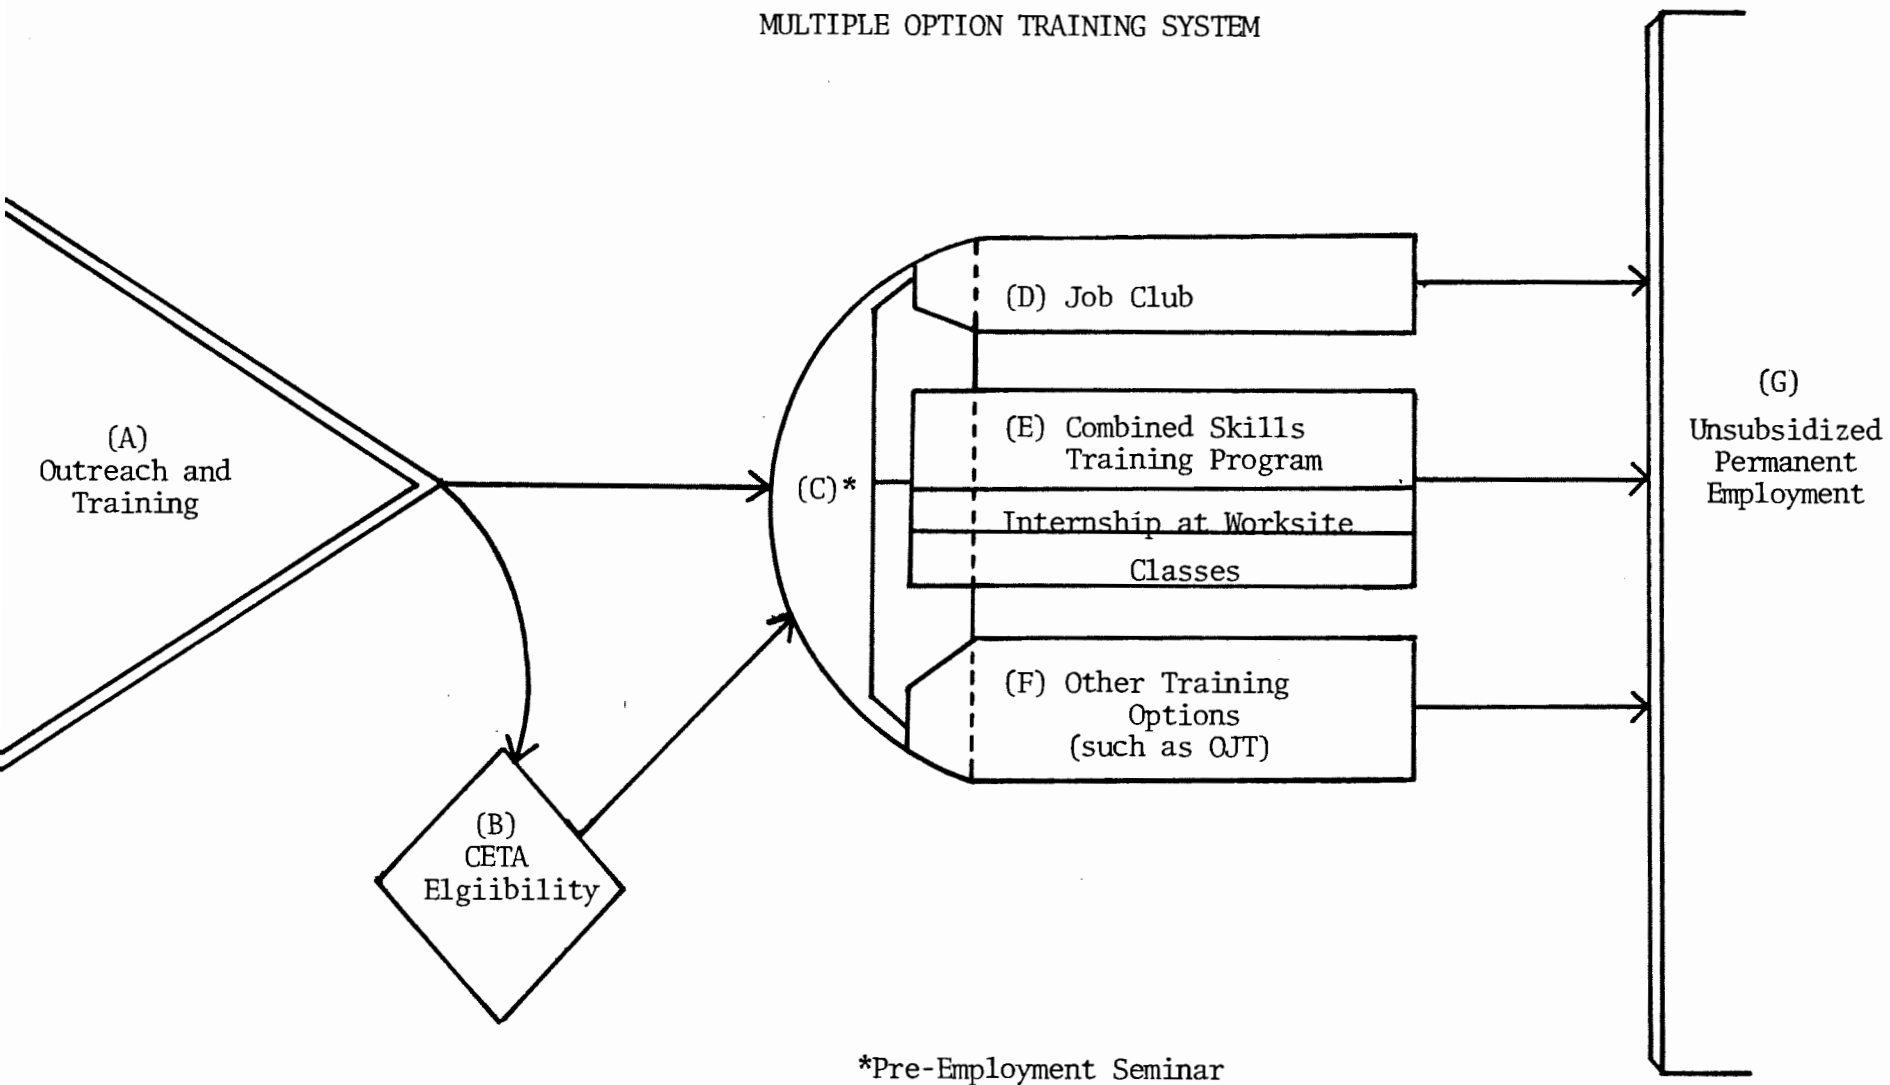 MULTIPLE OPTION TRAINING SYSTEM
(A)
Outreach and
Training
(B)
CETA
Elgiibility
(C)*
(D) Job Club
(E) Combined Skills
Training Program
Internship at Worksite
Classes
(F) Other Training
Options
(such as OJT)
(G)
Unsubsidized
Permanent
Employment
*Pre-Employment Seminar